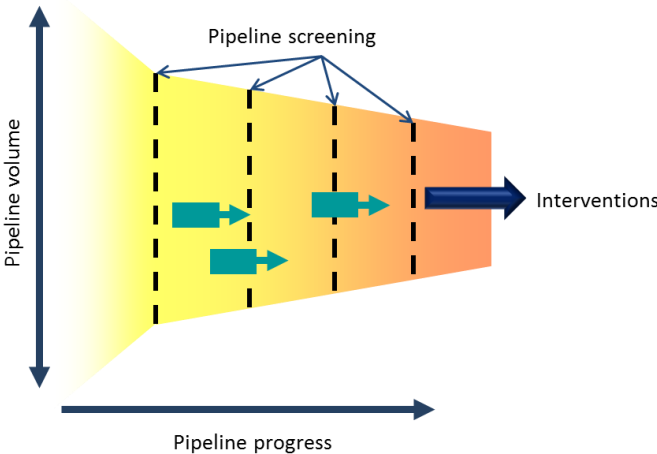 Pipeline screening
Pipeline volume
Interventions
Pipeline progress